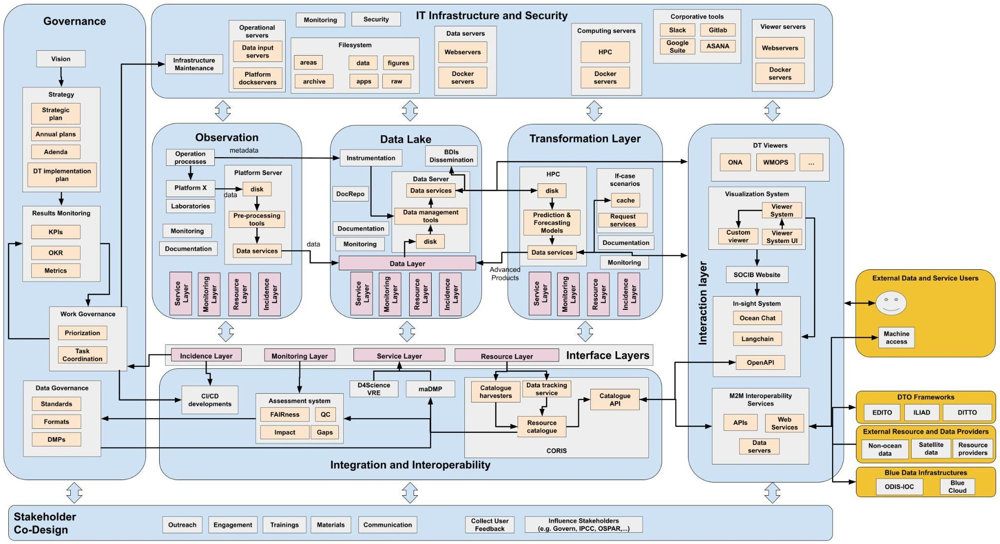 Governance
Vision
Strategy
Strategic
plan
Annual plans
Adenda
DT implementation
plan
Results Monitoring
KPIs
OKR
Metrics
Work Governance
Priorization
Task
Coordination
Data Governance
Standards
Formats
DMPs
IT Infrastructure and Security
Infrastructure
Maintenance
Operational
servers
Data input
servers
Platform
dockservers
Monitoring
Security
Filesystem
areas
data
figures
archive
apps
raw
Data servers
Webservers
Docker
servers
Computing servers
HPC
Docker
servers
Corporative tools
Slack
Gitlab
Google
Suite
ASANA
Viewer servers
Webservers
Docker
servers
Observation
Operation
processes
metadata
Platform X
data
Laboratories
Monitoring
Documentation
Platform Server
disk
Pre-processing
tools
Data services
data
Service
Layer
Monitoring
Layer
Resource
Layer
Incidence
Layer
Data Lake
Instrumentation
BDIs
Dissemination
DocRepo
Documentation
Monitoring
Data Server
Data services
Data management
tools
disk
Data Layer
Service
Layer
Monitoring
Layer
Resource
Layer
Incidence
Layer
Advanced
Products
Transformation Layer
HPC
disk
Prediction &
Forecasting
Models
Data services
If-case
scenarios
cache
Request
services
Documentation
Monitoring
Service
Layer
Monitoring
Layer
Resource
Layer
Incidence
Layer
Interaction layer
DT Viewers
ONA
WMOPS
...
Visualization System
Viewer
System
Custom
viewer
Viewer
System UI
SOCIB Website
In-sight System
Ocean Chat
Langchain
OpenAPI
M2M Interoperability
Services
APIs
Web
Services
Data
servers
Interface Layers
Incidence Layer
Monitoring Layer
Service Layer
Resource Layer
CI/CD
developments
Assessment system
FAIRness
QC
Impact
Gaps
D4Science
VRE
maDMP
Catalogue
harvesters
Data tracking
service
Catalogue
API
Resource
catalogue
CORIS
Integration and Interoperability
External Data and Service Users
Machine
access
DTO Frameworks
EDITO
ILIAD
DITTO
External Resource and Data Providers
Non-ocean
data
Satellite
data
Resource
providers
Blue Data Infrastructures
ODIS-IOC
Blue
Cloud
Stakeholder
Co-Design
Outreach
Engagement
Trainings
Materials
Communication
Collect User
Feedback
Influence Stakeholders
(e.g. Govern, IPCC, OSPAR,...)